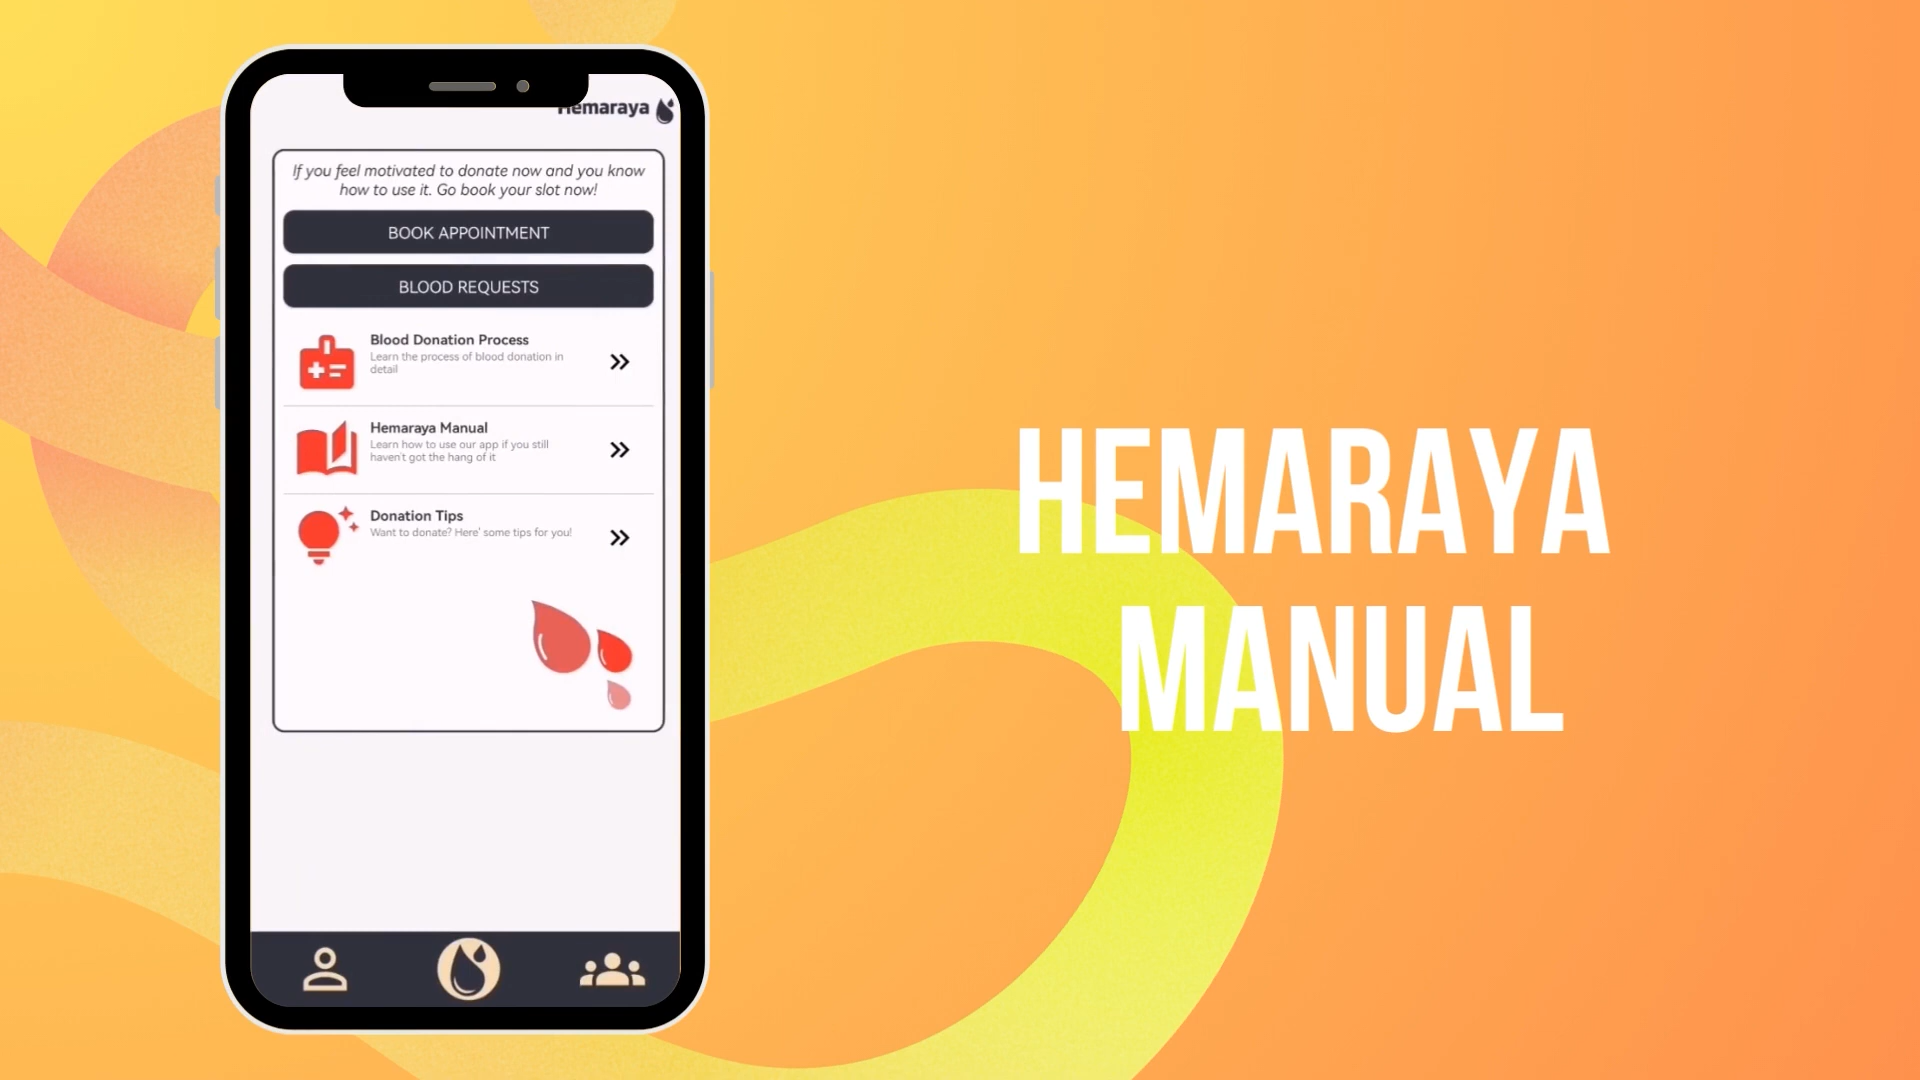 Hemaraya
If you feel motivated to donate now and you know
how to use it. Go book your slot now!
BOOK APPOINTMENT
BLOOD REQUESTS
Blood Donation Process
Learn the process of blood donation in
detail
Hemaraya Manual
Learn how to use our app if you still
haven't got the hang of it
Donation Tips
Want to donate? Here' some tips for you!
HEMARAYA
MANUAL